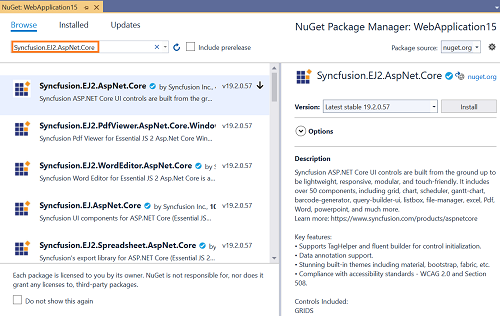 NuGet: WebApplication15
Browse Installed Updates
Syncfusion.EJ2.AspNet.Core
Include prerelease
NuGet Package Manager: WebApplication15
Package source: nuget.org
Syncfusion.EJ2.AspNet.Core by Syncfusion Inc., v19.2.0.57
Syncfusion ASP.NET Core UI controls are built from the gr...
Syncfusion.EJ2.PdfViewer.AspNet.Core.Windo v19.2.0.57
Syncfusion Pdf Viewer for Essential JS 2 Asp.Net Core Win...
Syncfusion.EJ2.WordEditor.AspNet.Core by S v19.2.0.57
Syncfusion Word Editor for Essential JS 2 Asp.Net Core is a...
Syncfusion.EJ.AspNet.Core by Syncfusion Inc, v19.2.0.57
Syncfusion UI components for ASP.NET Core (Essential JS...
Syncfusion.EJ2.Spreadsheet.AspNet.Core by v19.2.0.57
Syncfusion's export library for ASP.NET Core (Essential JS 2...
Each package is licensed to you by its owner. NuGet is not responsible for, nor does it
grant any licenses to, third-party packages.
Do not show this again
Syncfusion.EJ2.AspNet.Core nuget.org
Version: Latest stable 19.2.0.57 Install
Options
Description
Syncfusion ASP.NET Core UI controls are built from the ground up to
be lightweight, responsive, modular, and touch-friendly. It includes
over 50 components, including grid, chart, scheduler, gantt-chart,
barcode-generator, query-builder-ui, listbox, file-manager, excel, Pdf,
Word, powerpoint, and much more.
Learn more: https://www.syncfusion.com/products/aspnetcore
Key features:
• Supports TagHelper and fluent builder for control initialization.
• Data annotation support.
• Stunning built-in themes including material, bootstrap, fabric, etc.
• Compliance with accessibility standards - WCAG 2.0 and Section
508.
Controls Included:
GRIDS